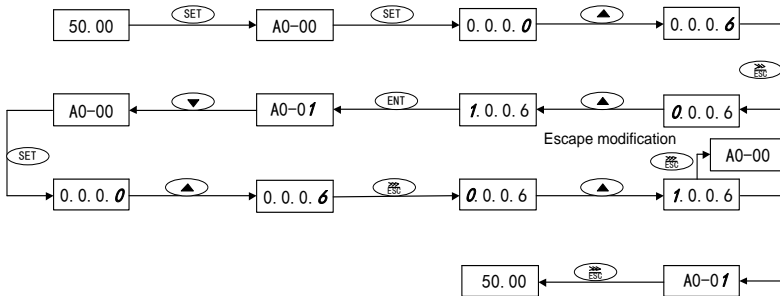 50.00 SET A0-00 SET 0.0.0.0 ▲ 0.0.0.6
⋙ ESC
A0-00 ▼ A0-01 ENT 1.0.0.6 ▲ 0.0.0.6
Escape modification
SET ⋙ ESC A0-00
0.0.0.0 ▲ 0.0.0.6 ⋙ ESC 0.0.0.6 ▲ 1.0.0.6
50.00 ⋙ ESC A0-01